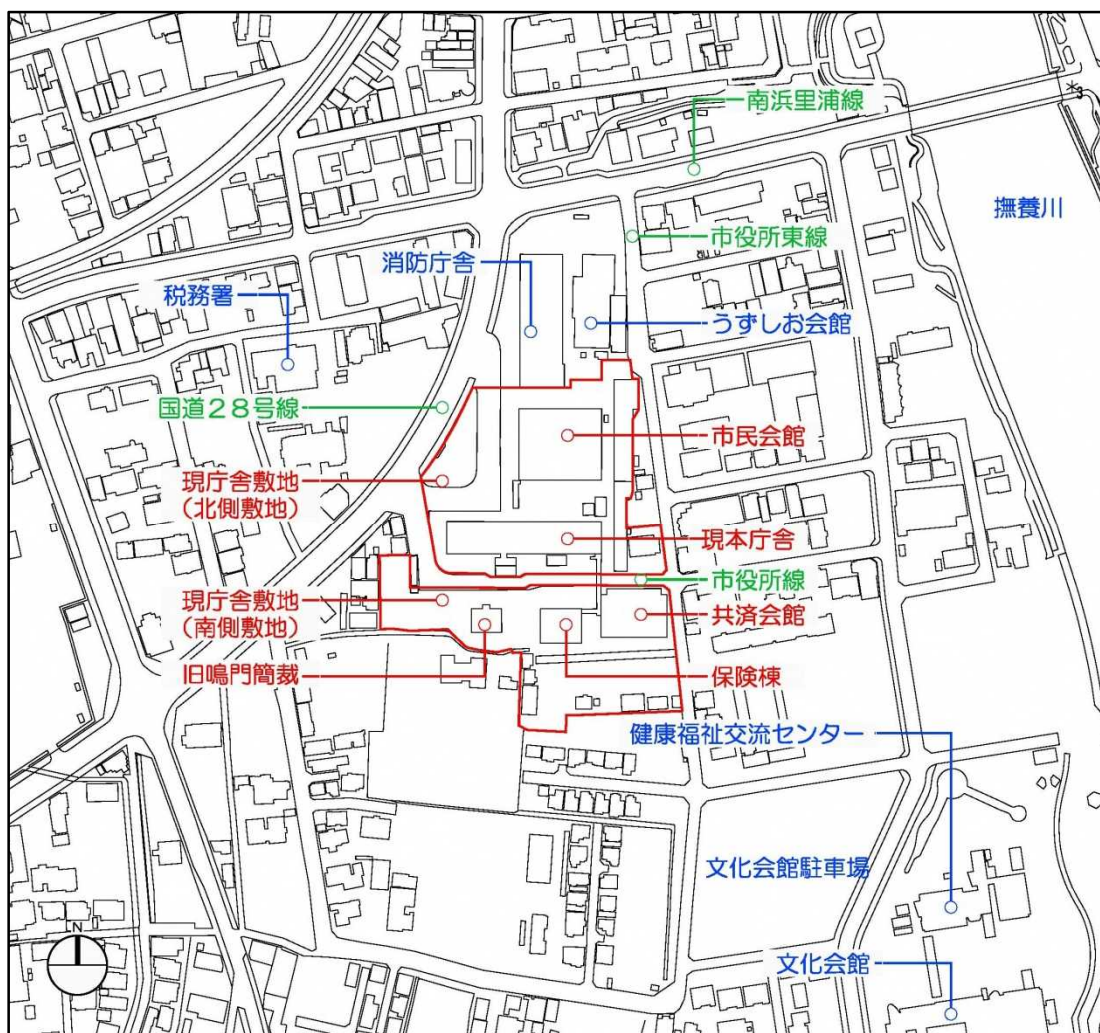 南浜里浦線
撫養川
市役所東線
消防庁舎
税務署
うずしお会館
国道２８号線
市民会館
現庁舎敷地
（北側敷地）
現本庁舎
市役所線
現庁舎敷地
（南側敷地）
共済会館
旧鳴門簡裁
保険棟
健康福祉交流センター
文化会館駐車場
N
文化会館